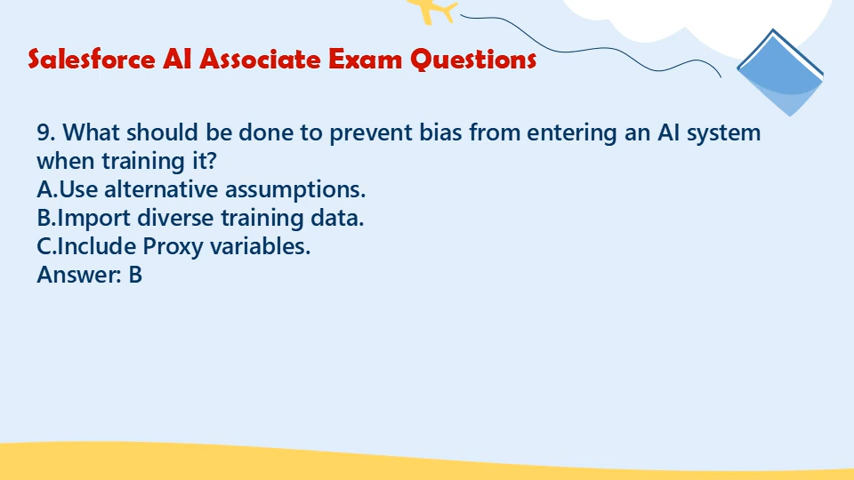 Salesforce AI Associate Exam Questions
9. What should be done to prevent bias from entering an AI system
when training it?
A.Use alternative assumptions.
B.Import diverse training data.
C.Include Proxy variables.
Answer: B